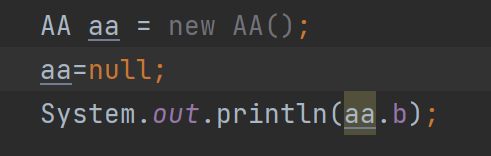 AA aa = new AA();
aa=null;
System.out.println(aa.b);